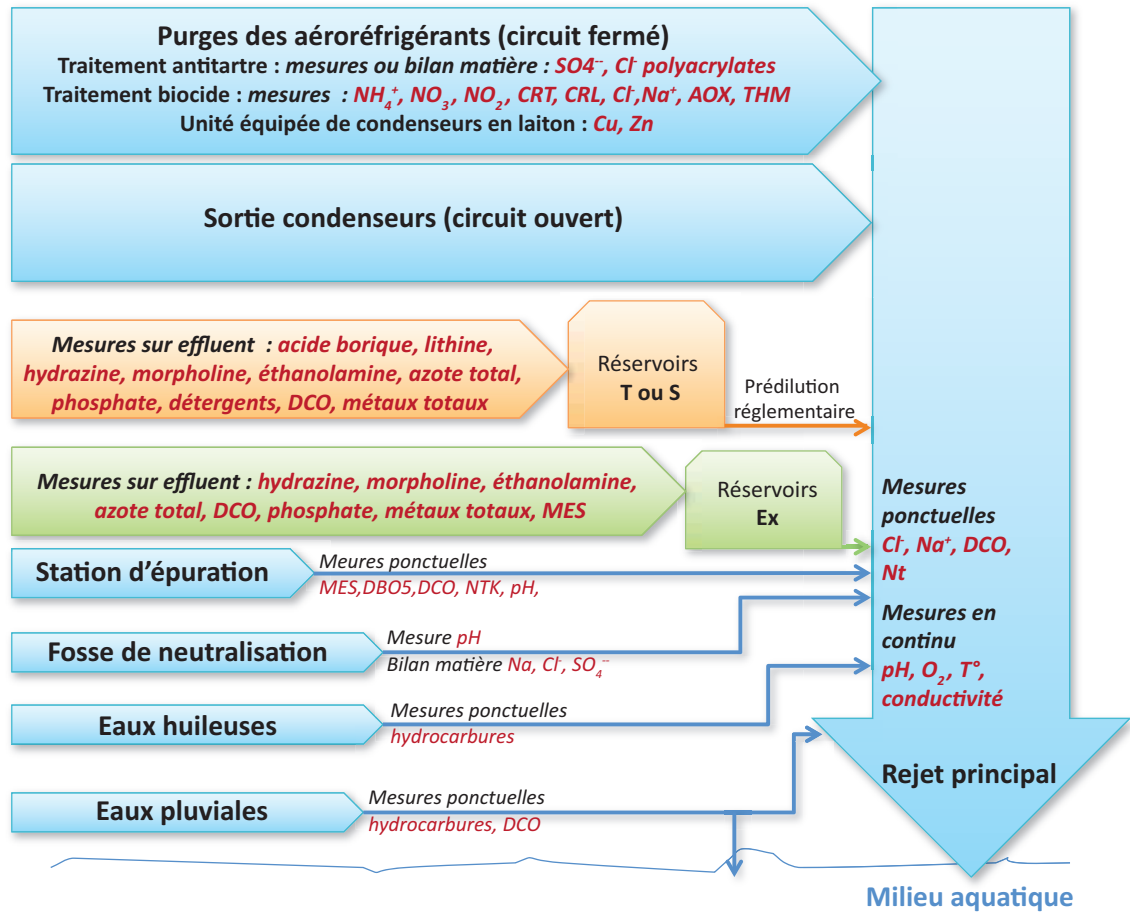 Purges des aéroréfrigérants (circuit fermé)
Traitement antitartre : mesures ou bilan matière : SO4⁻⁻, Cl⁻ polyacrylates
Traitement biocide : mesures : NH₄⁺, NO₃, NO₂, CRT, CRL, Cl⁻,Na⁺, AOX, THM
Unité équipée de condenseurs en laiton : Cu, Zn
Sortie condenseurs (circuit ouvert)
Mesures sur effluent : acide borique, lithine,
hydrazine, morpholine, éthanolamine, azote total,
phosphate, détergents, DCO, métaux totaux
Réservoirs
T ou S
Prédilution
réglementaire
Mesures sur effluent : hydrazine, morpholine, éthanolamine,
azote total, DCO, phosphate, métaux totaux, MES
Réservoirs
Ex
Station d'épuration
Meures ponctuelles
MES,DBO5,DCO, NTK, pH,
Fosse de neutralisation
Mesure pH
Bilan matière Na, Cl⁻, SO₄⁻⁻
Eaux huileuses
Mesures ponctuelles
hydrocarbures
Eaux pluviales
Mesures ponctuelles
hydrocarbures, DCO
Mesures
ponctuelles
Cl⁻, Na⁺, DCO,
Nt
Mesures en
continu
pH, O₂, T°,
conductivité
Rejet principal
Milieu aquatique